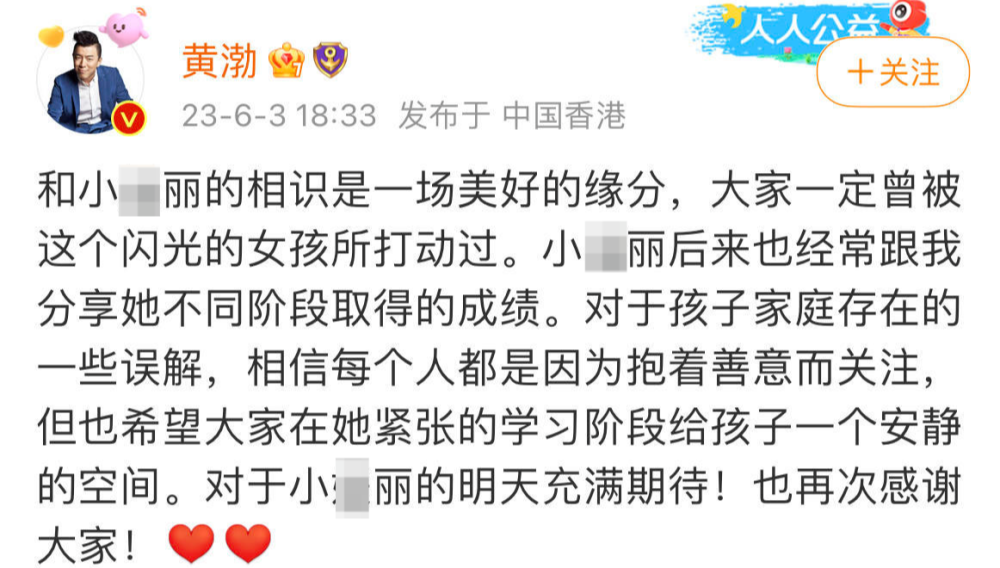 人人公益
黄渤
+关注
23-6-3 18:33 发布于 中国香港
和小 丽的相识是一场美好的缘分，大家一定曾被
这个闪光的女孩所打动过。小 丽后来也经常跟我
分享她不同阶段取得的成绩。对于孩子家庭存在的
一些误解，相信每个人都是因为抱着善意而关注，
但也希望大家在她紧张的学习阶段给孩子一个安静
的空间。对于小 丽的明天充满期待！也再次感谢
大家！